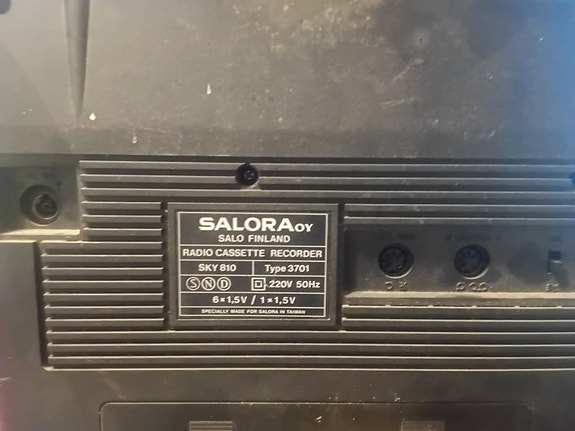 SALORA OY
SALO FINLAND
RADIO CASSETTE RECORDER
SKY 810 Type 3701
S N D 220V 50Hz
6×1,5V / 1×1,5V
SPECIALLY MADE FOR SALORA IN TAIWAN